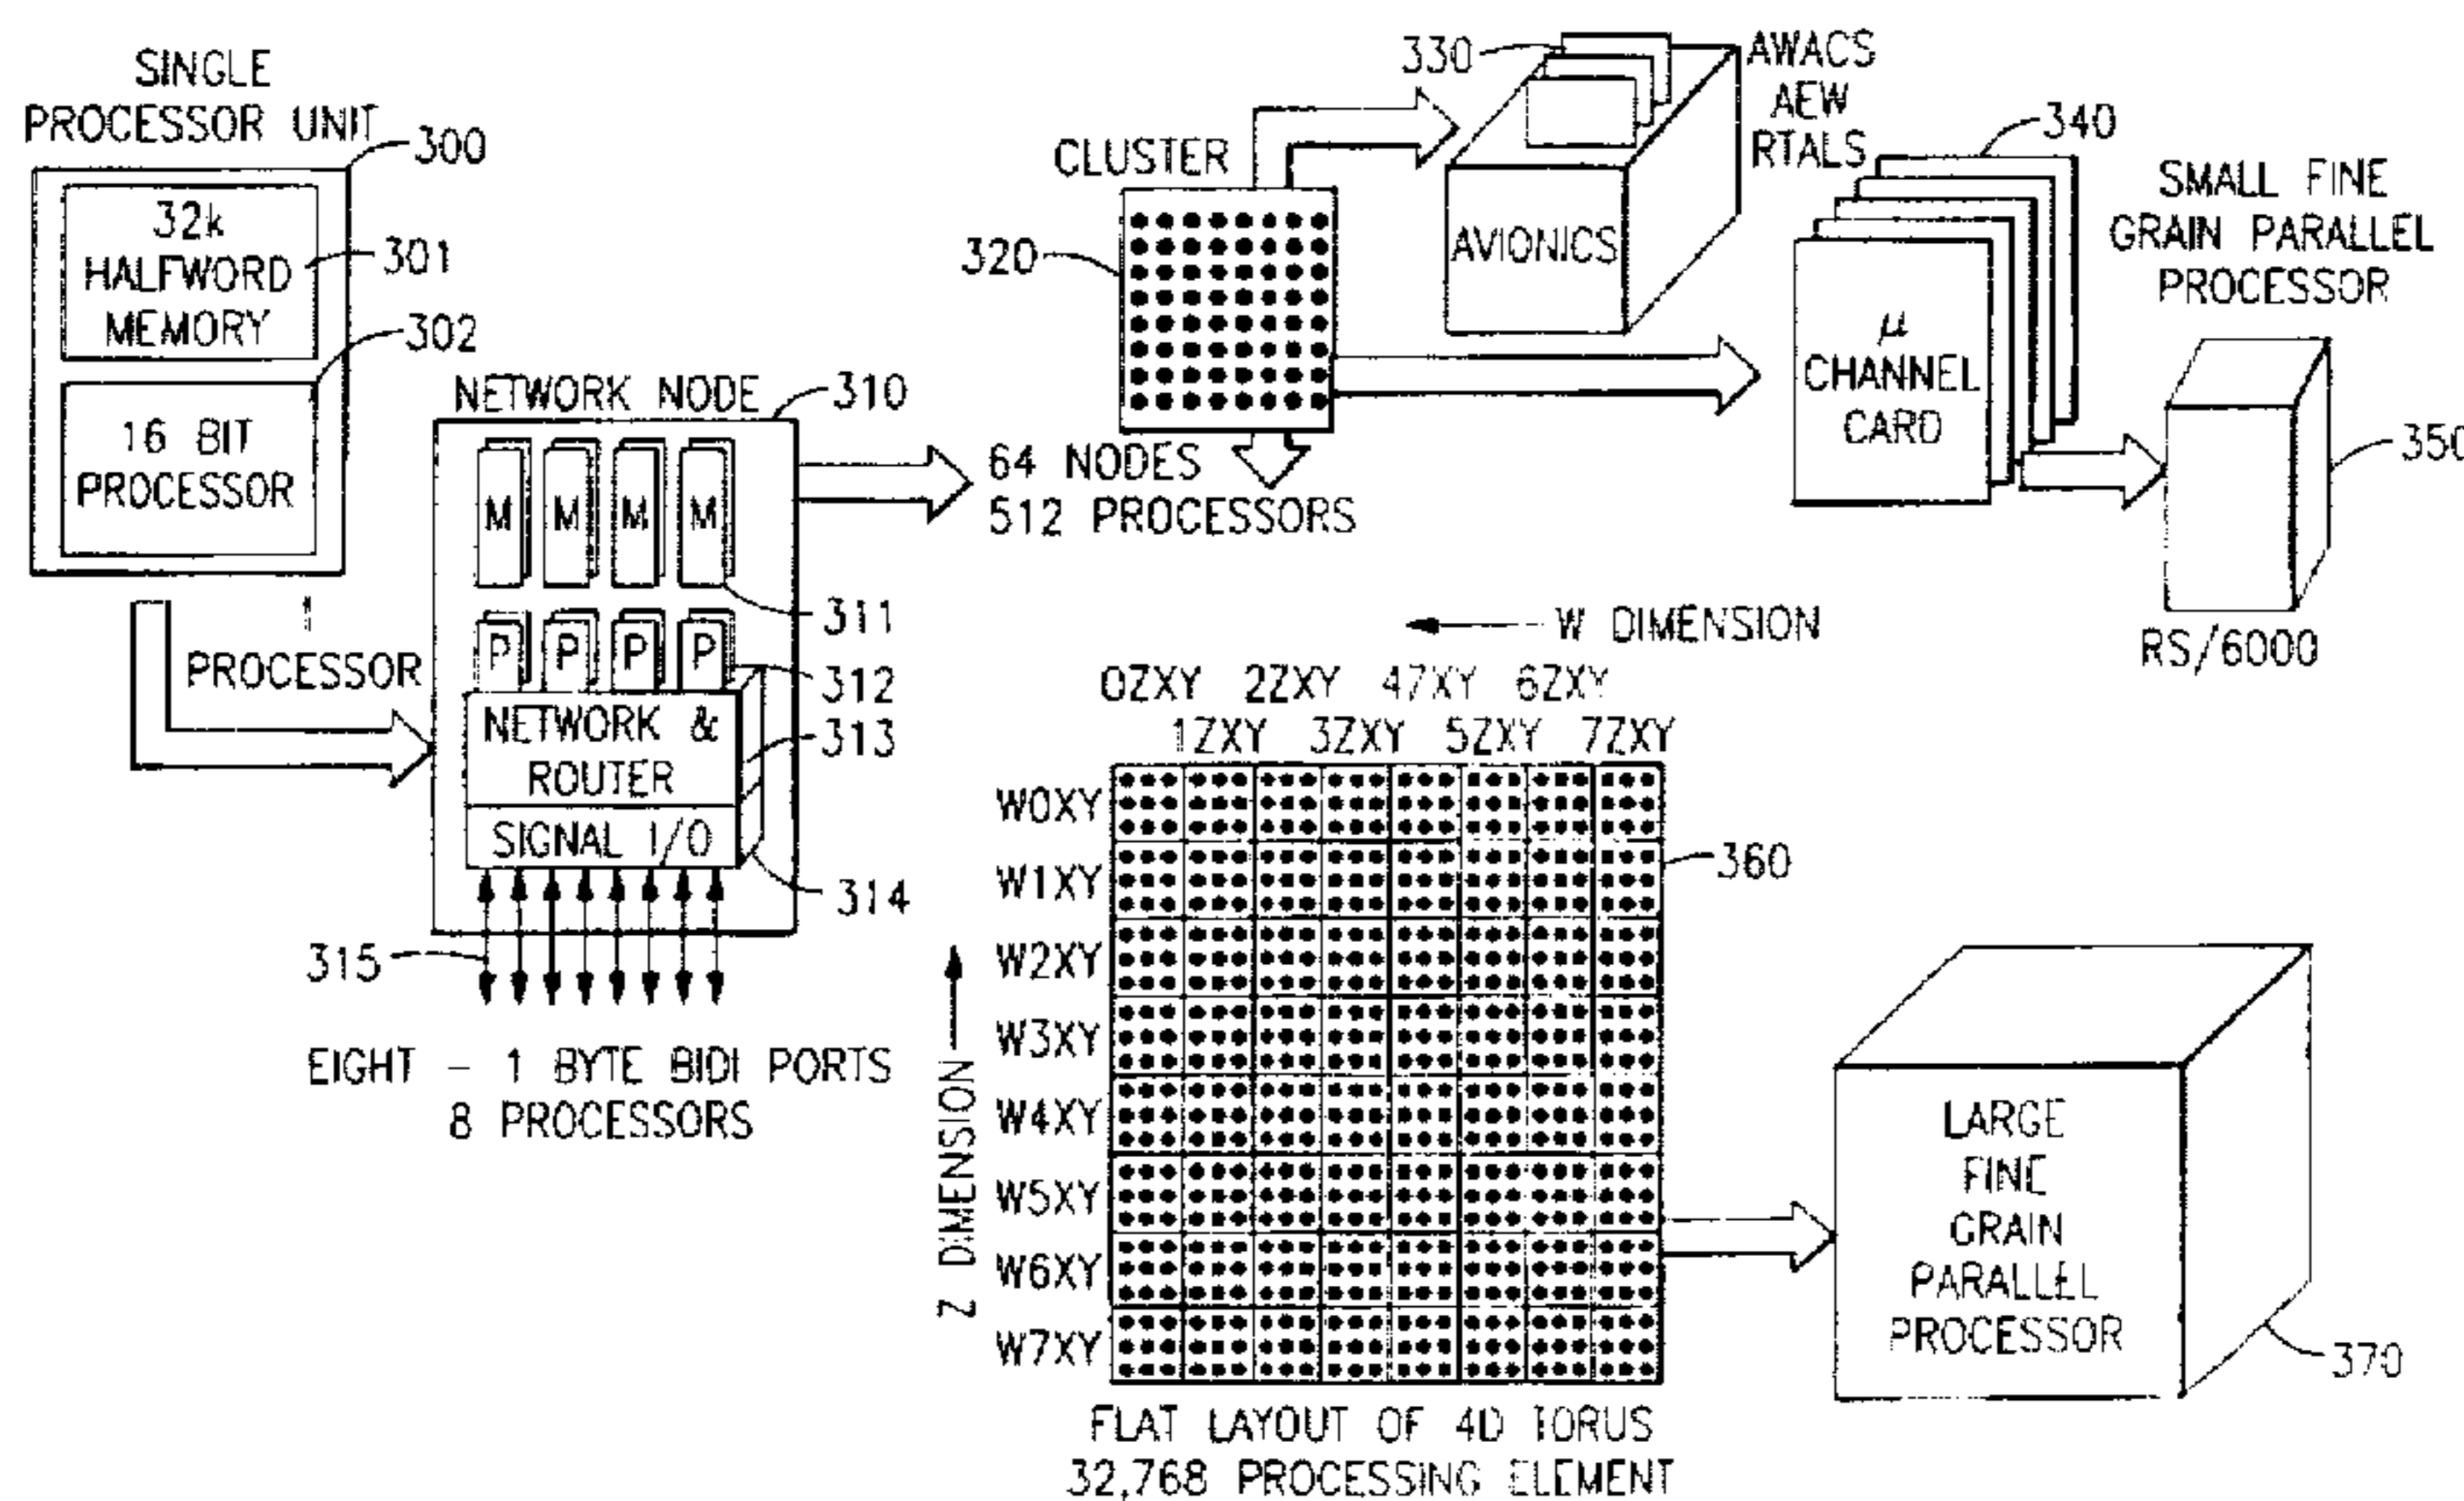 SINGLE
PROCESSOR UNIT
300
32k
HALFWORD
MEMORY
301
302
16 BIT
PROCESSOR
PROCESSOR
NETWORK NODE
310
M M M M
311
P P P P
312
NETWORK &
ROUTER
313
SIGNAL I/O
314
315
EIGHT - 1 BYTE BIDI PORTS
8 PROCESSORS
CLUSTER
320
64 NODES
512 PROCESSORS
330
AWACS
AEW
RTALS
AVIONICS
340
μ
CHANNEL
CARD
SMALL FINE
GRAIN PARALLEL
PROCESSOR
350
RS/6000
W DIMENSION
0ZXY 2ZXY 47XY 6ZXY
1ZXY 3ZXY 5ZXY 7ZXY
W0XY
W1XY
W2XY
W3XY
W4XY
W5XY
W6XY
W7XY
Z DIMENSION
360
FLAT LAYOUT OF 4D TORUS
32,768 PROCESSING ELEMENT
LARGE
FINE
GRAIN
PARALLEL
PROCESSOR
370